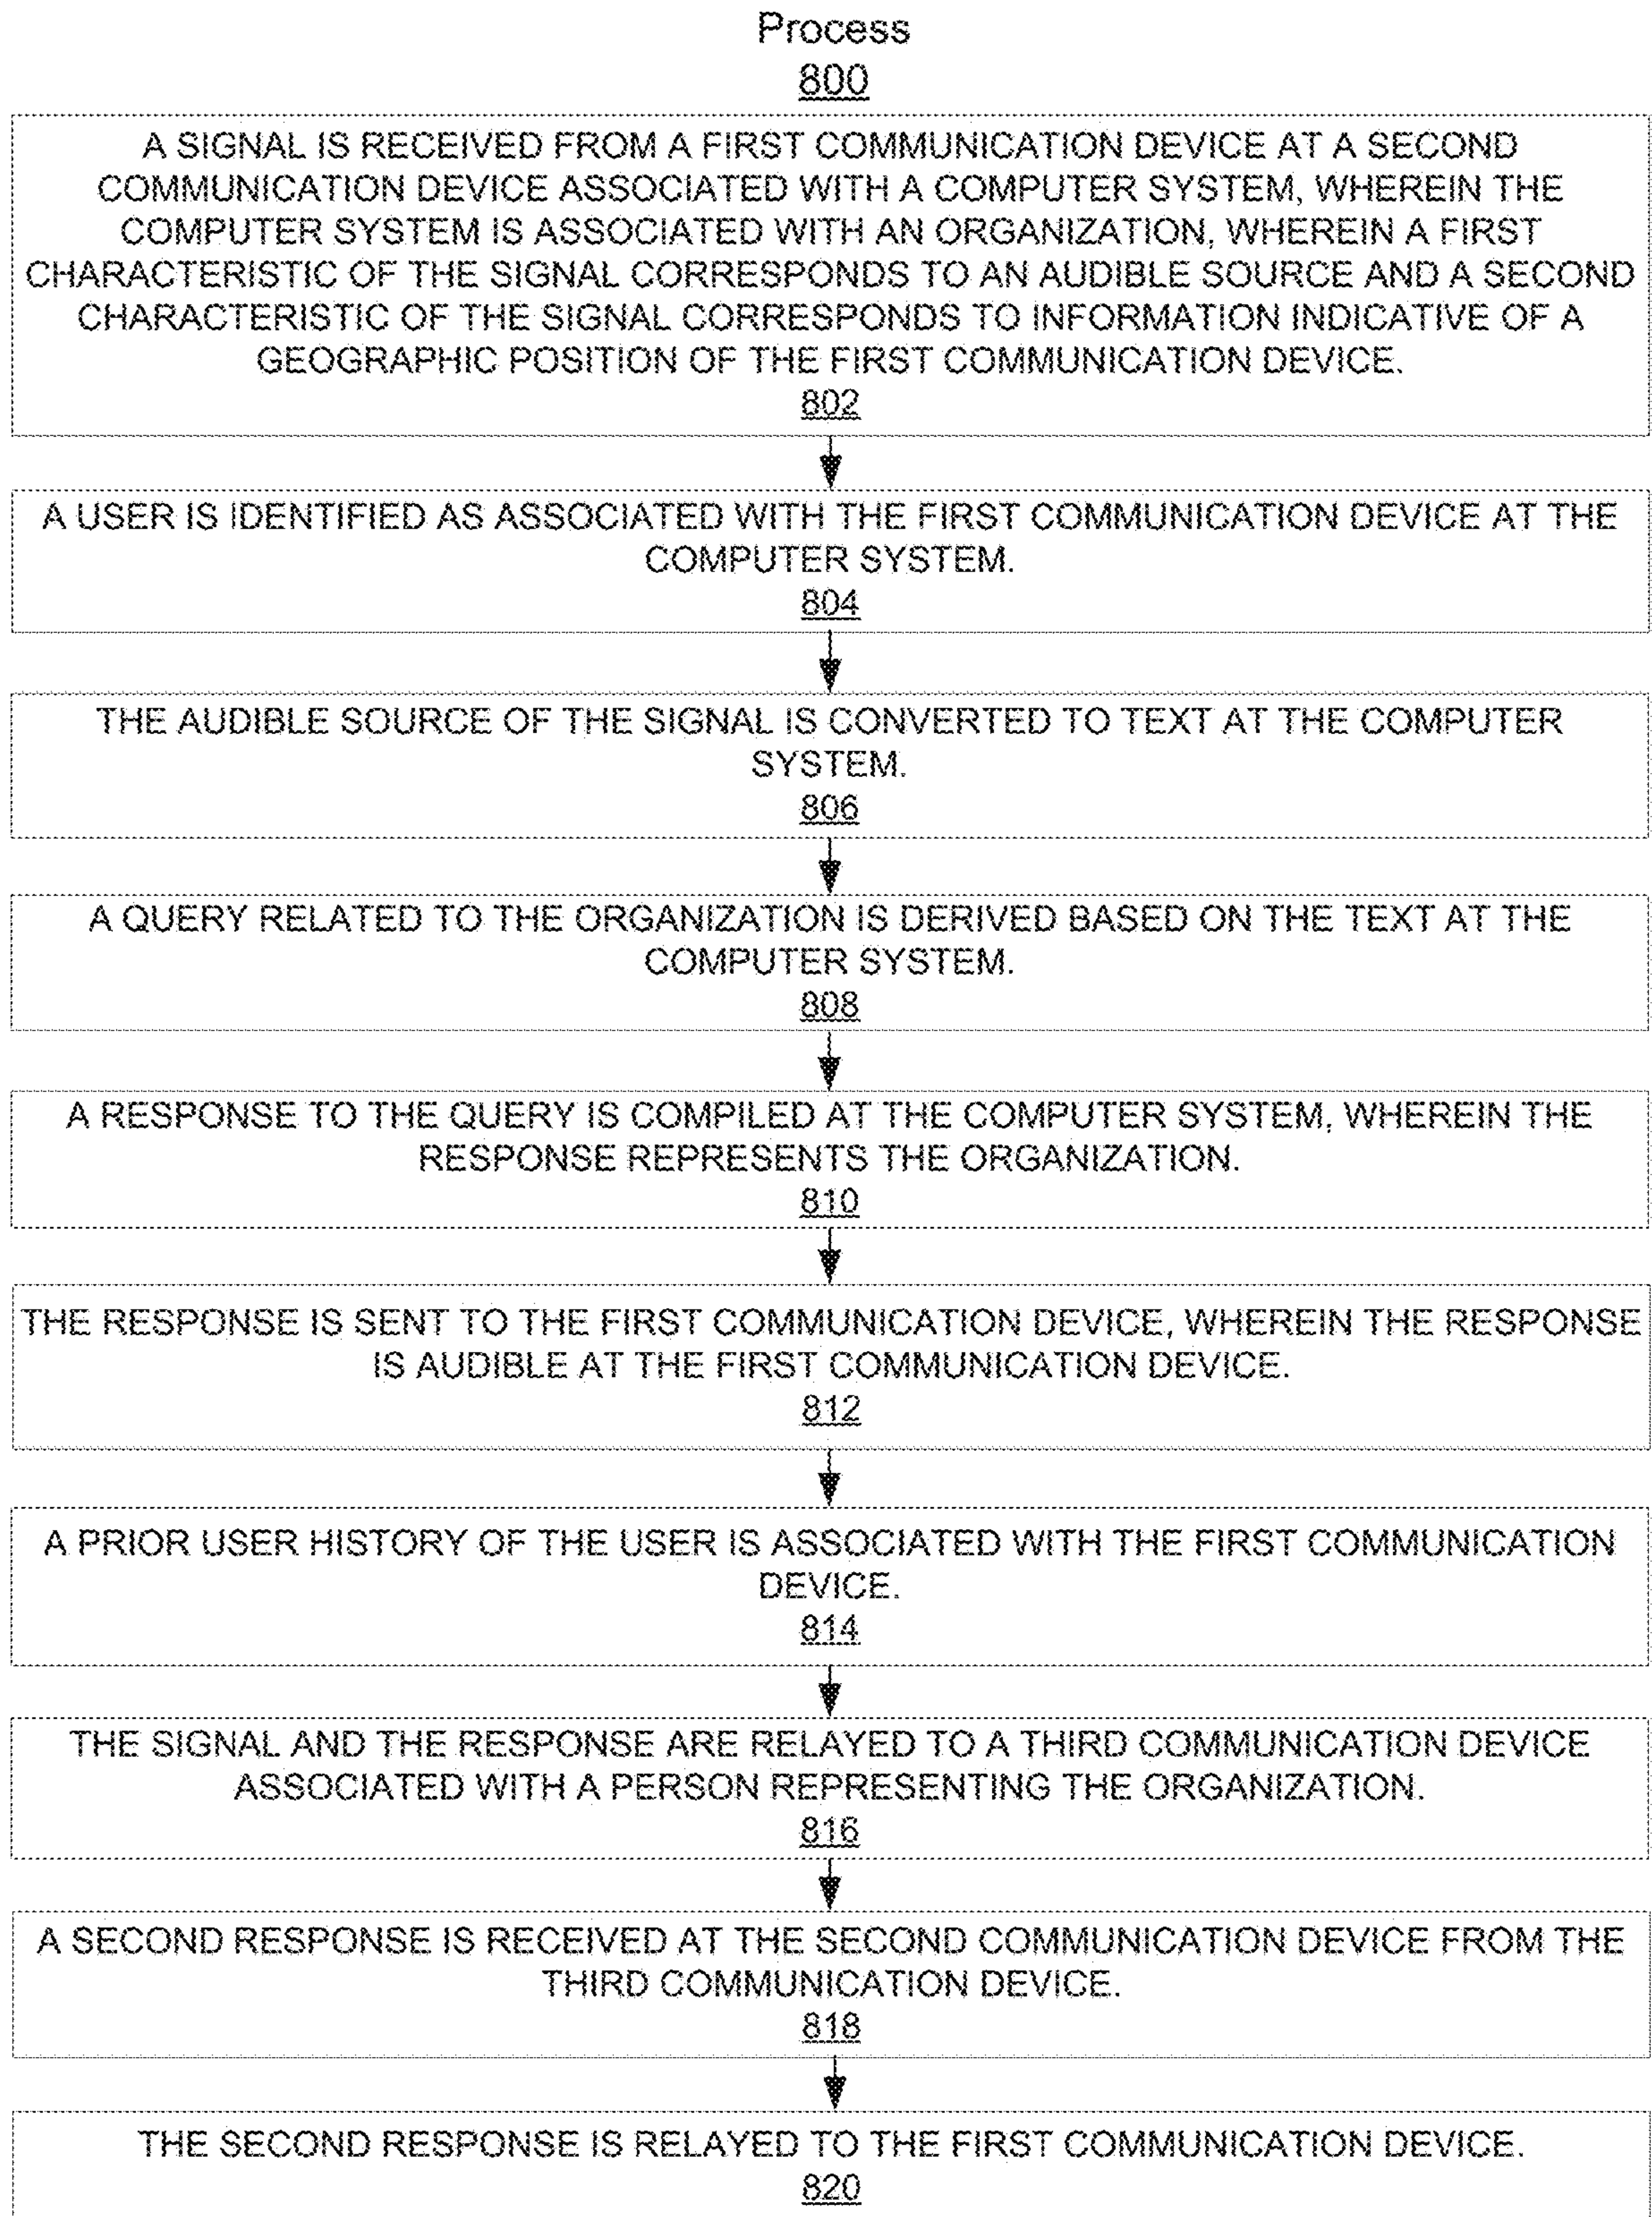 Process
800
A SIGNAL IS RECEIVED FROM A FIRST COMMUNICATION DEVICE AT A SECOND
COMMUNICATION DEVICE ASSOCIATED WITH A COMPUTER SYSTEM, WHEREIN THE
COMPUTER SYSTEM IS ASSOCIATED WITH AN ORGANIZATION, WHEREIN A FIRST
CHARACTERISTIC OF THE SIGNAL CORRESPONDS TO AN AUDIBLE SOURCE AND A SECOND
CHARACTERISTIC OF THE SIGNAL CORRESPONDS TO INFORMATION INDICATIVE OF A
GEOGRAPHIC POSITION OF THE FIRST COMMUNICATION DEVICE.
802
A USER IS IDENTIFIED AS ASSOCIATED WITH THE FIRST COMMUNICATION DEVICE AT THE
COMPUTER SYSTEM.
804
THE AUDIBLE SOURCE OF THE SIGNAL IS CONVERTED TO TEXT AT THE COMPUTER
SYSTEM.
806
A QUERY RELATED TO THE ORGANIZATION IS DERIVED BASED ON THE TEXT AT THE
COMPUTER SYSTEM.
808
A RESPONSE TO THE QUERY IS COMPILED AT THE COMPUTER SYSTEM, WHEREIN THE
RESPONSE REPRESENTS THE ORGANIZATION.
810
THE RESPONSE IS SENT TO THE FIRST COMMUNICATION DEVICE, WHEREIN THE RESPONSE
IS AUDIBLE AT THE FIRST COMMUNICATION DEVICE.
812
A PRIOR USER HISTORY OF THE USER IS ASSOCIATED WITH THE FIRST COMMUNICATION
DEVICE.
814
THE SIGNAL AND THE RESPONSE ARE RELAYED TO A THIRD COMMUNICATION DEVICE
ASSOCIATED WITH A PERSON REPRESENTING THE ORGANIZATION.
816
A SECOND RESPONSE IS RECEIVED AT THE SECOND COMMUNICATION DEVICE FROM THE
THIRD COMMUNICATION DEVICE.
818
THE SECOND RESPONSE IS RELAYED TO THE FIRST COMMUNICATION DEVICE.
820